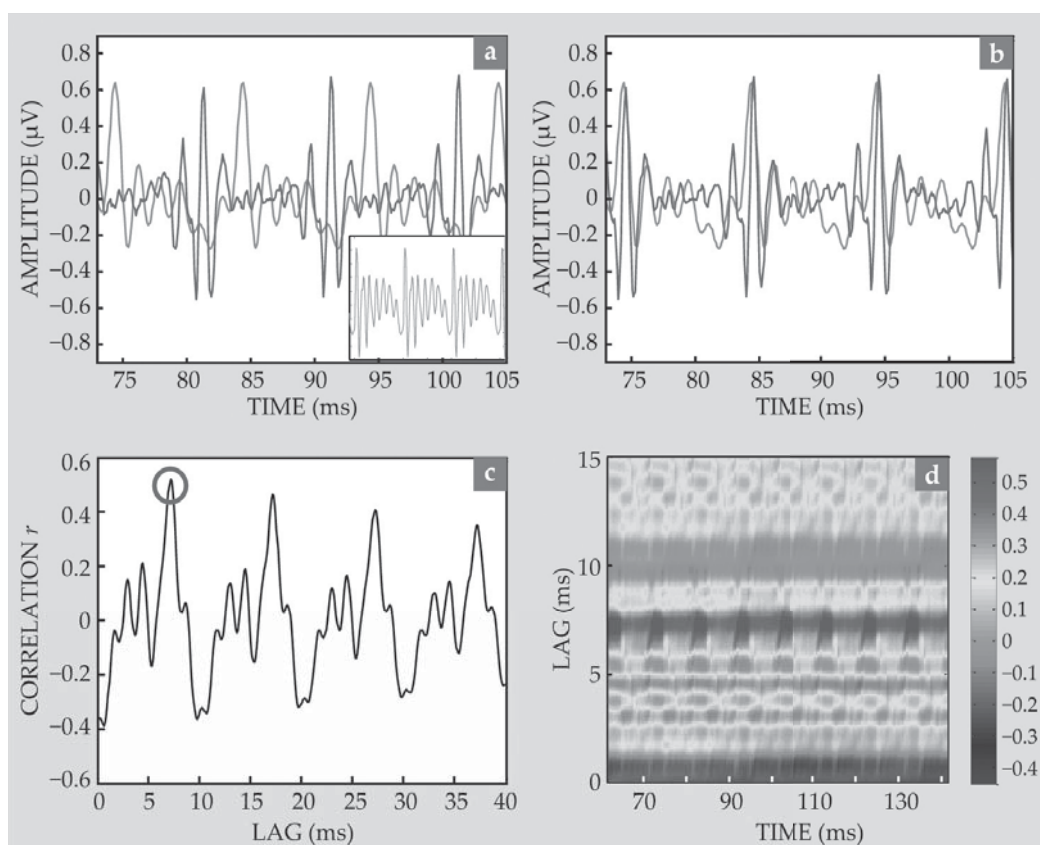 a
0.8
0.6
0.4
0.2
0
−0.2
−0.4
−0.6
−0.8
AMPLITUDE (μV)
75 80 85 90 95 100 105
TIME (ms)
b
0.8
0.6
0.4
0.2
0
−0.2
−0.4
−0.6
−0.8
AMPLITUDE (μV)
75 80 85 90 95 100 105
TIME (ms)
c
0.6
0.4
0.2
0
−0.2
−0.4
−0.6
CORRELATION r
0 5 10 15 20 25 30 35 40
LAG (ms)
d
15
10
5
0
LAG (ms)
70 90 110 130
TIME (ms)
0.5
0.4
0.3
0.2
0.1
0
−0.1
−0.2
−0.3
−0.4